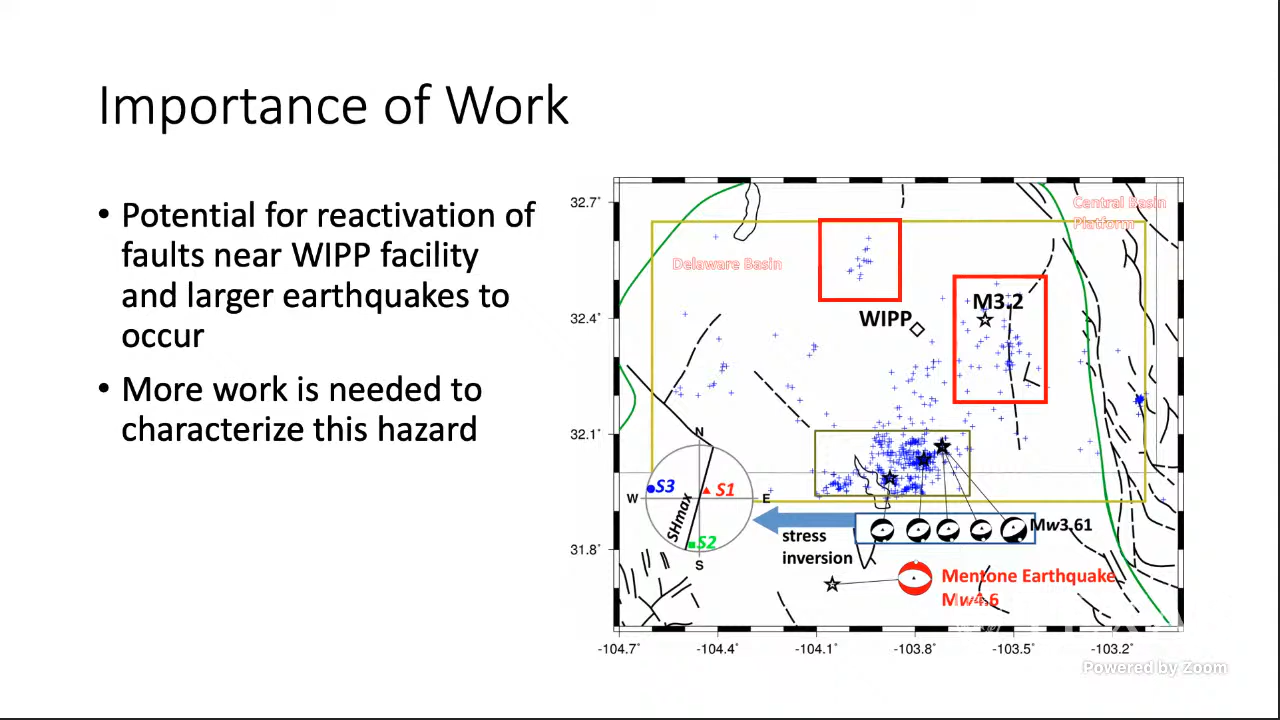 Importance of Work
• Potential for reactivation of
faults near WIPP facility
and larger earthquakes to
occur
• More work is needed to
characterize this hazard
32.7°
32.4°
32.1°
31.8°
Central Basin
Platform
Delaware Basin
M3.2
WIPP
N
S3
S1
W
E
SHmax
S2
S
stress
inversion
Mw3.61
Mentone Earthquake
Mw4.6
-104.7°
-104.4°
-104.1°
-103.8°
-103.5°
-103.2°
Powered by Zoom